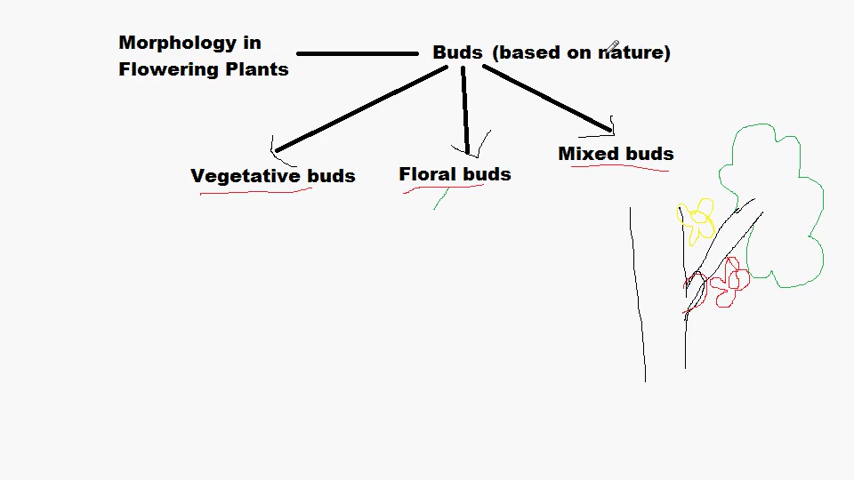 Morphology in
Flowering Plants
Buds (based on nature)
Vegetative buds
Floral buds
Mixed buds